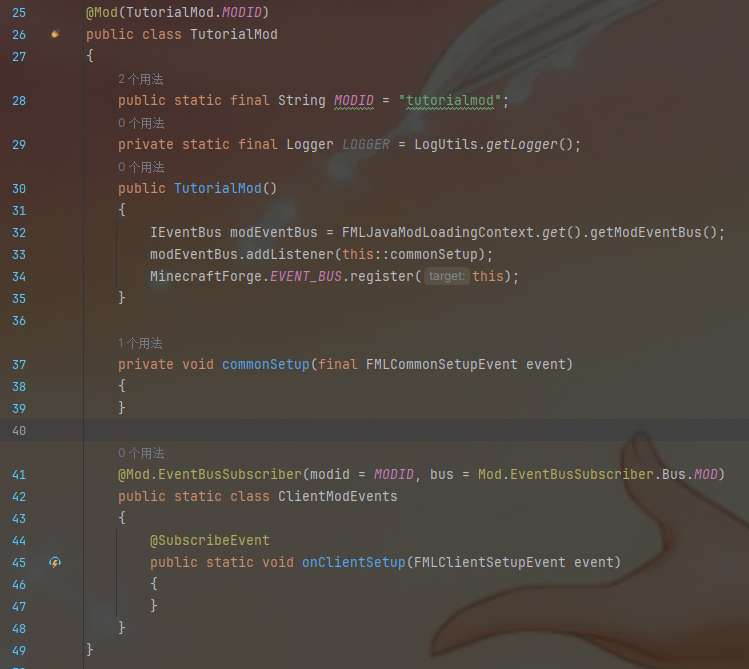 25 @Mod(TutorialMod.MODID)
26 public class TutorialMod
27 {
2 个用法
28 public static final String MODID = "tutorialmod";
0 个用法
29 private static final Logger LOGGER = LogUtils.getLogger();
0 个用法
30 public TutorialMod()
31 {
32 IEventBus modEventBus = FMLJavaModLoadingContext.get().getModEventBus();
33 modEventBus.addListener(this::commonSetup);
34 MinecraftForge.EVENT_BUS.register( target: this);
35 }
36
1 个用法
37 private void commonSetup(final FMLCommonSetupEvent event)
38 {
39 }
40
0 个用法
41 @Mod.EventBusSubscriber(modid = MODID, bus = Mod.EventBusSubscriber.Bus.MOD)
42 public static class ClientModEvents
43 {
44 @SubscribeEvent
45 public static void onClientSetup(FMLClientSetupEvent event)
46 {
47 }
48 }
49 }